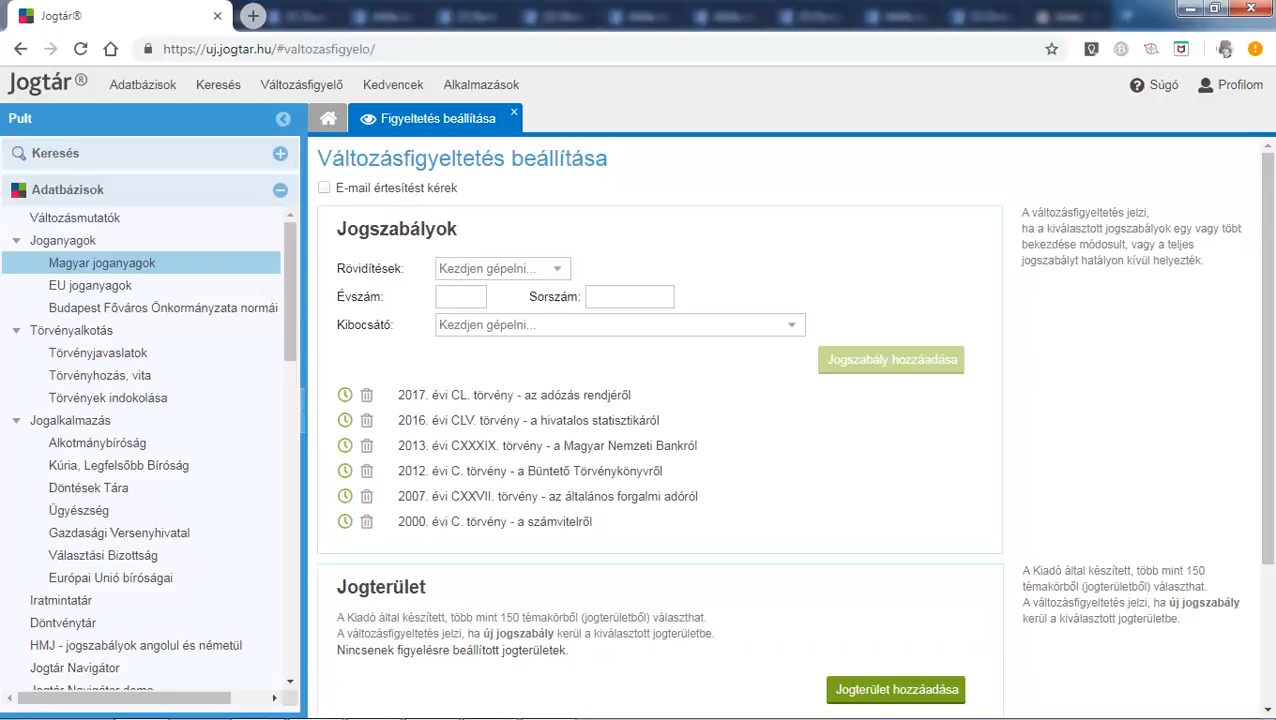 Jogtár®
https://uj.jogtar.hu/#valtozasfigyelo/
Jogtár®
Adatbázisok
Keresés
Változásfigyelő
Kedvencek
Alkalmazások
Súgó
Profilom
Pult
Figyeltetés beállítása
Keresés
Adatbázisok
Változásmutatók
Joganyagok
Magyar joganyagok
EU joganyagok
Budapest Főváros Önkormányzata normái
Törvényalkotás
Törvényjavaslatok
Törvényhozás, vita
Törvények indokolása
Jogalkalmazás
Alkotmánybíróság
Kúria, Legfelsőbb Bíróság
Döntések Tára
Ügyészség
Gazdasági Versenyhivatal
Választási Bizottság
Európai Unió bíróságai
Iratmintatár
Döntvénytár
HMJ - jogszabályok angolul és németül
Jogtár Navigátor
Jogtár Navigátor demo
Változásfigyeltetés beállítása
E-mail értesítést kérek
Jogszabályok
Rövidítések:
Kezdjen gépelni...
Évszám:
Sorszám:
Kibocsátó:
Kezdjen gépelni...
Jogszabály hozzáadása
2017. évi CL. törvény - az adózás rendjéről
2016. évi CLV. törvény - a hivatalos statisztikáról
2013. évi CXXXIX. törvény - a Magyar Nemzeti Bankról
2012. évi C. törvény - a Büntető Törvénykönyvről
2007. évi CXXVII. törvény - az általános forgalmi adóról
2000. évi C. törvény - a számvitelről
A változásfigyeltetés jelzi,
ha a kiválasztott jogszabályok egy vagy több
bekezdése módosult, vagy a teljes
jogszabályt hatályon kívül helyezték.
Jogterület
A Kiadó által készített, több mint 150 témakörből (jogterületből) választhat.
A változásfigyeltetés jelzi, ha új jogszabály kerül a kiválasztott jogterületbe.
Nincsenek figyelésre beállított jogterületek.
Jogterület hozzáadása
A Kiadó által készített, több mint 150
témakörből (jogterületből) választhat.
A változásfigyeltetés jelzi, ha új jogszabály
kerül a kiválasztott jogterületbe.